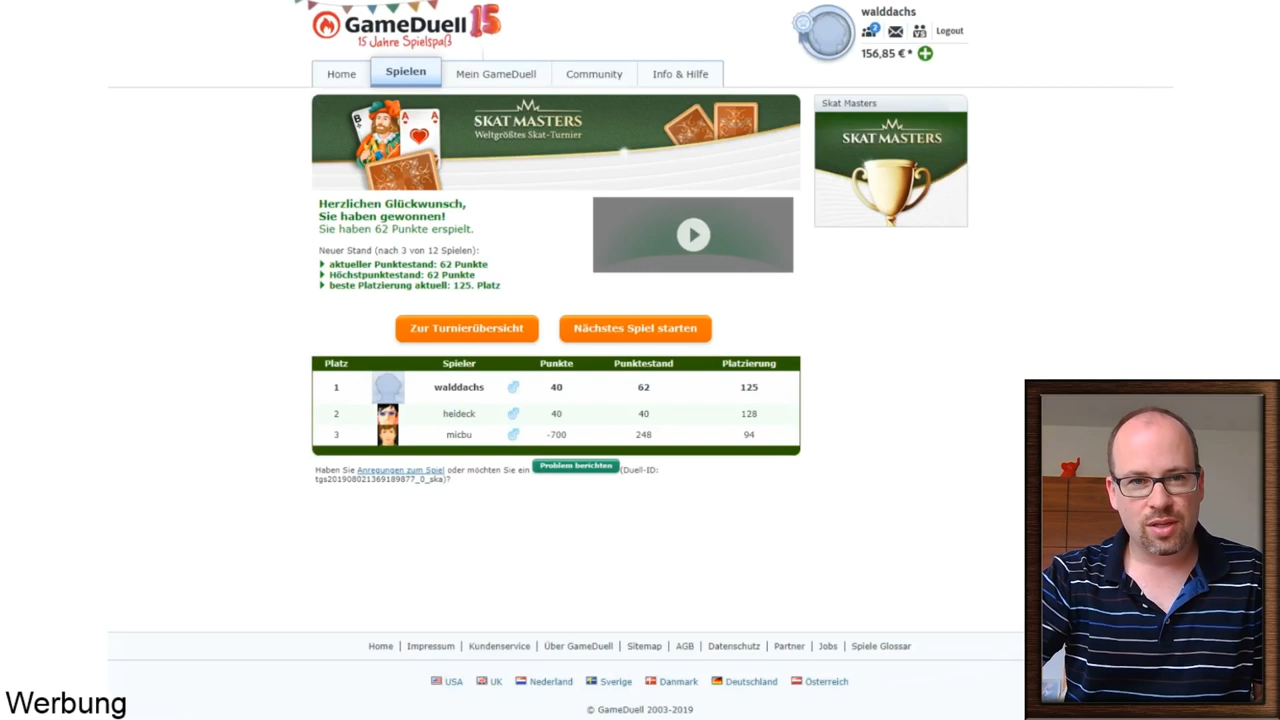 GameDuell 15
15 Jahre Spielspaß
walddachs
2
VS
Logout
156,85 € *
Home
Spielen
Mein GameDuell
Community
Info & Hilfe
B
A
A
SKAT MASTERS
Weltgrößtes Skat-Turnier
Skat Masters
SKAT MASTERS
Herzlichen Glückwunsch,
Sie haben gewonnen!
Sie haben 62 Punkte erspielt.
Neuer Stand (nach 3 von 12 Spielen):
aktueller Punktestand: 62 Punkte
Höchstpunktestand: 62 Punkte
beste Platzierung aktuell: 125. Platz
Zur Turnierübersicht
Nächstes Spiel starten
Platz Spieler Punkte Punktestand Platzierung
1 walddachs 40 62 125
2 heideck 40 40 128
3 micbu -700 248 94
Haben Sie Anregungen zum Spiel oder möchten Sie ein Problem berichten (Duell-ID:
tgs201908021369189877_0_ska)?
Home | Impressum | Kundenservice | Über GameDuell | Sitemap | AGB | Datenschutz | Partner | Jobs | Spiele Glossar
USA UK Nederland Sverige Danmark Deutschland Österreich
© GameDuell 2003-2019
Werbung